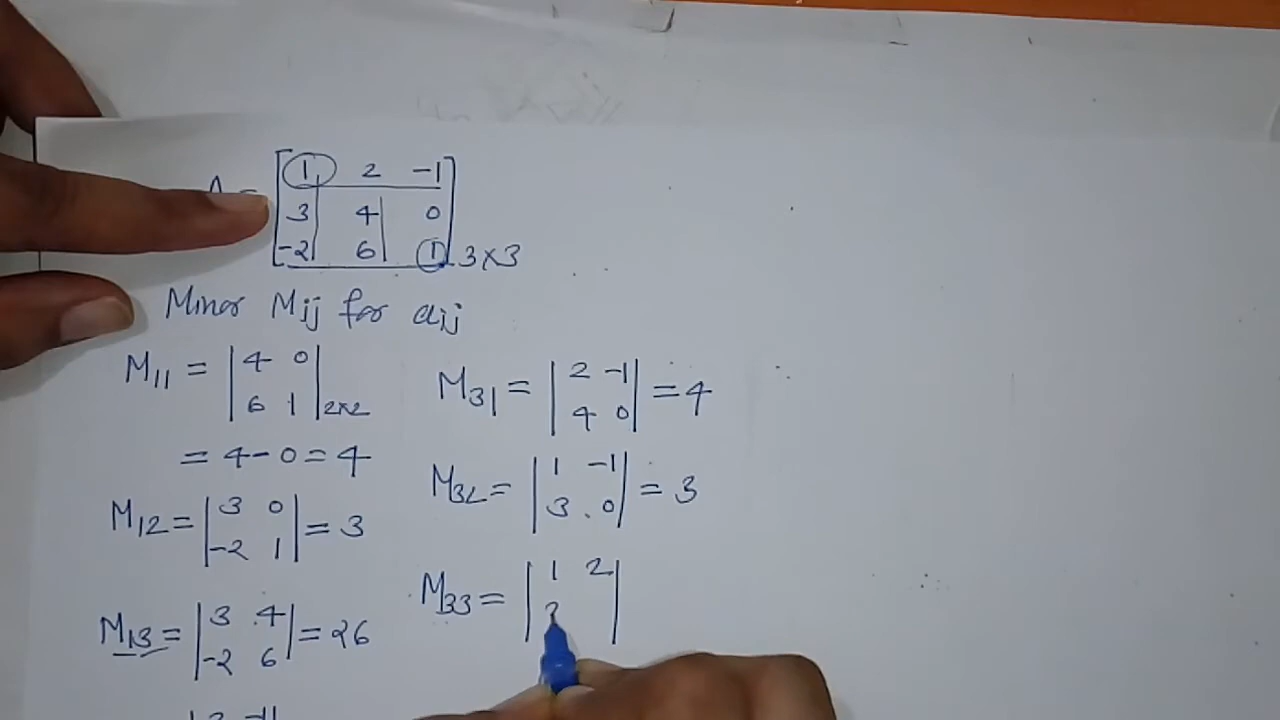 A = [1 2 -1
3 4 0
-2 6 1] 3×3
Minor Mij for aij
M11 = |4 0
6 1| 2×2
= 4 - 0 = 4
M12 = |3 0
-2 1| = 3
M13 = |3 4
-2 6| = 26
M31 = |2 -1
4 0| = 4
M32 = |1 -1
3 0| = 3
M33 = |1 2